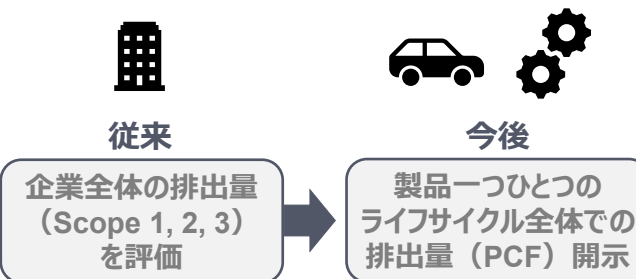 従来
企業全体の排出量
（Scope 1, 2, 3）
を評価
今後
製品一つひとつの
ライフサイクル全体での
排出量（PCF）開示